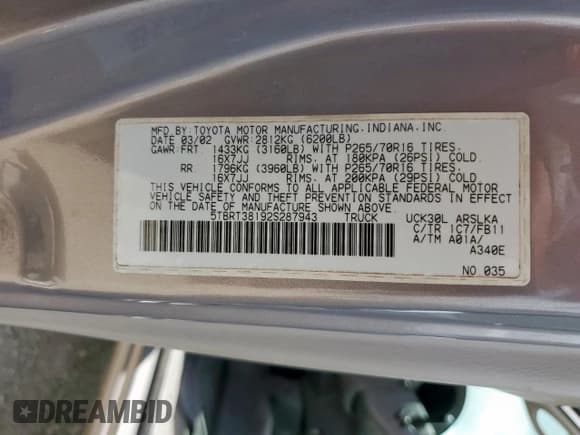 MFD.BY:TOYOTA MOTOR MANUFACTURING.INDIANA.INC.
DATE 03/02 GVWR 2812KG (6200LB)
GAWR FRT 1433KG (3160LB) WITH P265/70R16 TIRES.
16X7JJ RIMS. AT 180KPA (26PSI) COLD
RR 1796KG (3960LB) WITH P265/70R16 TIRES.
16X7JJ RIMS. AT 200KPA (29PSI) COLD.
THIS VEHICLE CONFORMS TO ALL APPLICABLE FEDERAL MOTOR
VEHICLE SAFETY AND THEFT PREVENTION STANDARDS IN EFFECT
ON THE DATE OF MANUFACTURE SHOWN ABOVE.
5TBRT38192S287943 TRUCK UCK30L ARSLKA
C/TR 1C7/FB11
A/TM A01A/
A340E
NO 035
DREAMBID